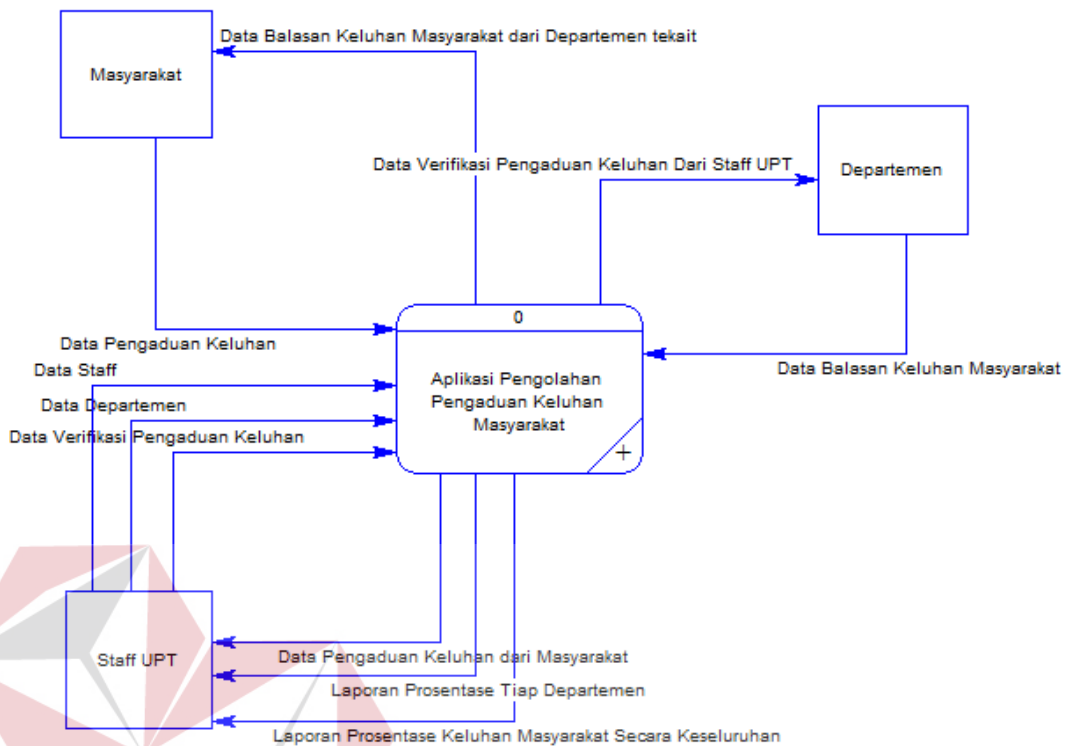 Data Balasan Keluhan Masyarakat dari Departemen tekait
Masyarakat
Data Verifikasi Pengaduan Keluhan Dari Staff UPT
Departemen
0
Aplikasi Pengolahan
Pengaduan Keluhan
Masyarakat
+
Data Pengaduan Keluhan
Data Balasan Keluhan Masyarakat
Data Staff
Data Departemen
Data Verifikasi Pengaduan Keluhan
Staff UPT
Data Pengaduan Keluhan dari Masyarakat
Laporan Prosentase Tiap Departemen
Laporan Prosentase Keluhan Masyarakat Secara Keseluruhan